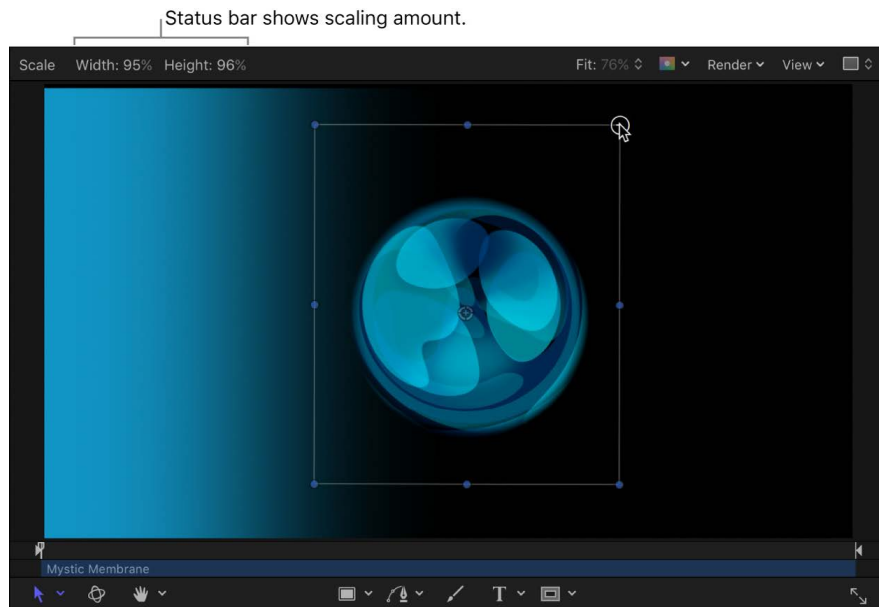 Status bar shows scaling amount.
Scale Width: 95% Height: 96% Fit: 76% Render View
Mystic Membrane
T